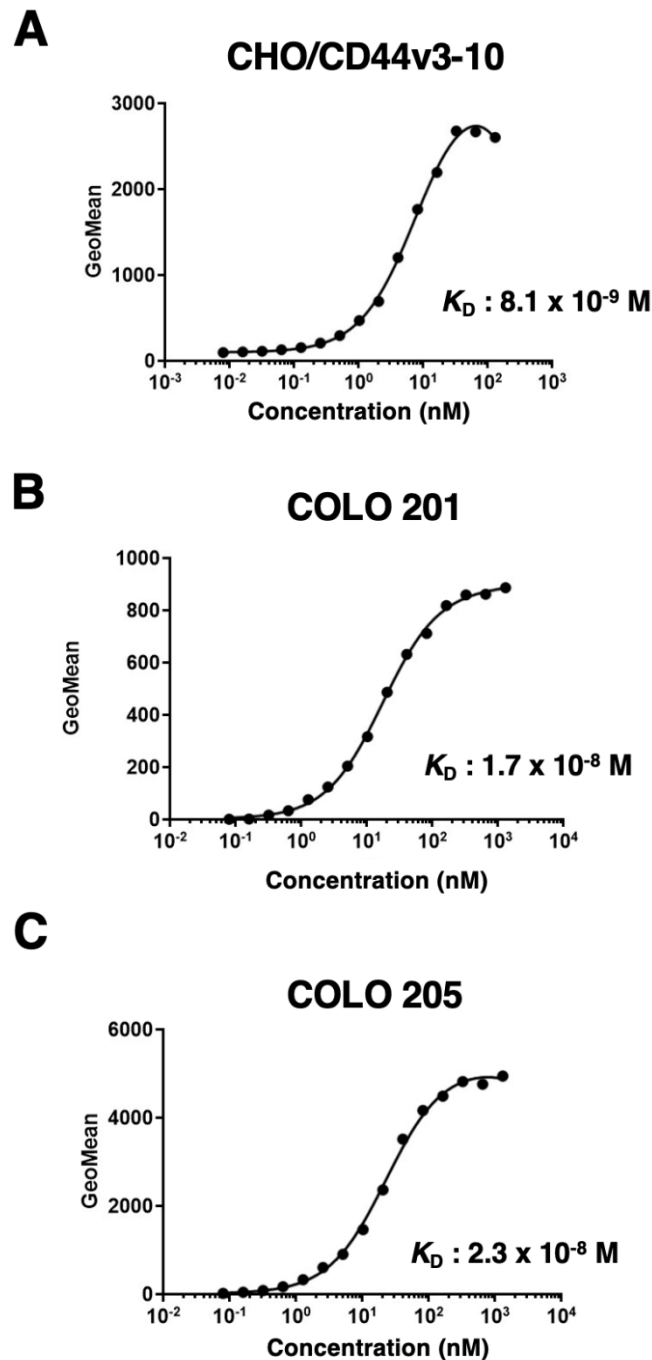 A
CHO/CD44v3-10
3000
2000
1000
0
GeoMean
K_D : 8.1 x 10⁻⁹ M
10⁻³ 10⁻² 10⁻¹ 10⁰ 10¹ 10² 10³
Concentration (nM)
B
COLO 201
1000
800
600
400
200
0
GeoMean
K_D : 1.7 x 10⁻⁸ M
10⁻² 10⁻¹ 10⁰ 10¹ 10² 10³ 10⁴
Concentration (nM)
C
COLO 205
6000
4000
2000
0
GeoMean
K_D : 2.3 x 10⁻⁸ M
10⁻² 10⁻¹ 10⁰ 10¹ 10² 10³ 10⁴
Concentration (nM)